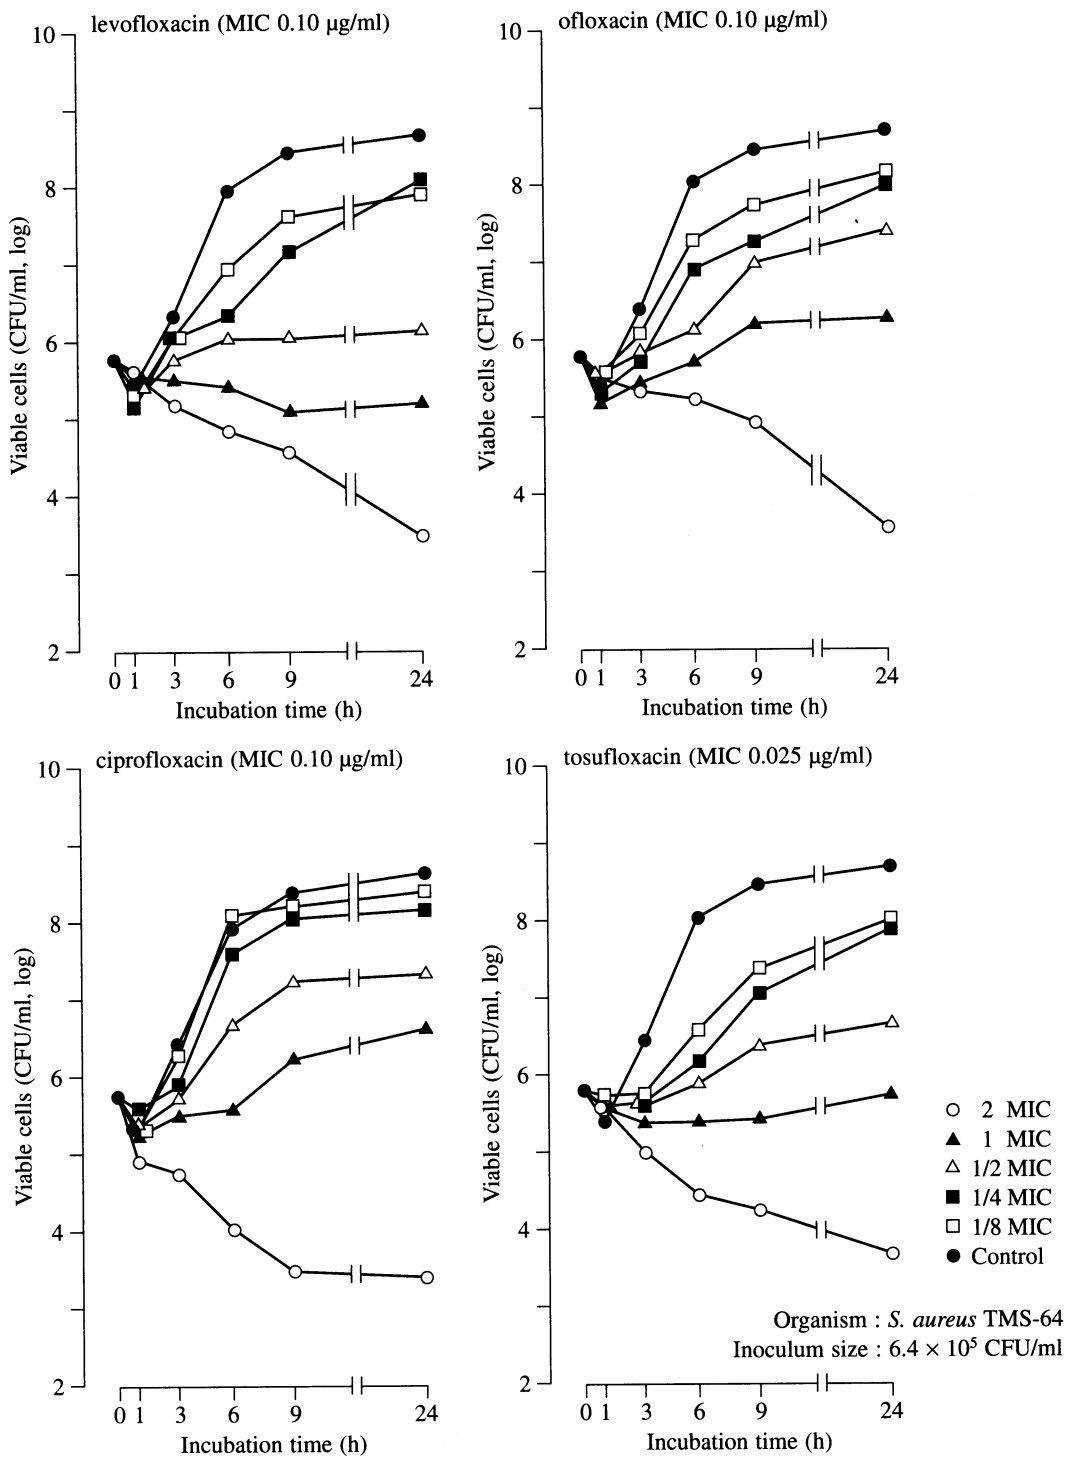 levofloxacin (MIC 0.10 µg/ml)
10
8
6
4
2
Viable cells (CFU/ml, log)
0 1 3 6 9 24
Incubation time (h)
ofloxacin (MIC 0.10 µg/ml)
10
8
6
4
2
Viable cells (CFU/ml, log)
0 1 3 6 9 24
Incubation time (h)
ciprofloxacin (MIC 0.10 µg/ml)
10
8
6
4
2
Viable cells (CFU/ml, log)
0 1 3 6 9 24
Incubation time (h)
tosufloxacin (MIC 0.025 µg/ml)
10
8
6
4
2
Viable cells (CFU/ml, log)
0 1 3 6 9 24
Incubation time (h)
2 MIC
1 MIC
1/2 MIC
1/4 MIC
1/8 MIC
Control
Organism : S. aureus TMS-64
Inoculum size : 6.4 × 10⁵ CFU/ml